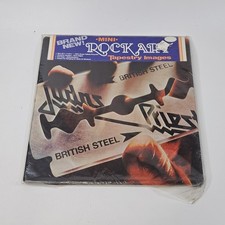 BRAND
NEW!
•MINI•
ROCK ART
Tapestry Images
BRITISH STEEL
Judas
Priest
BRITISH STEEL